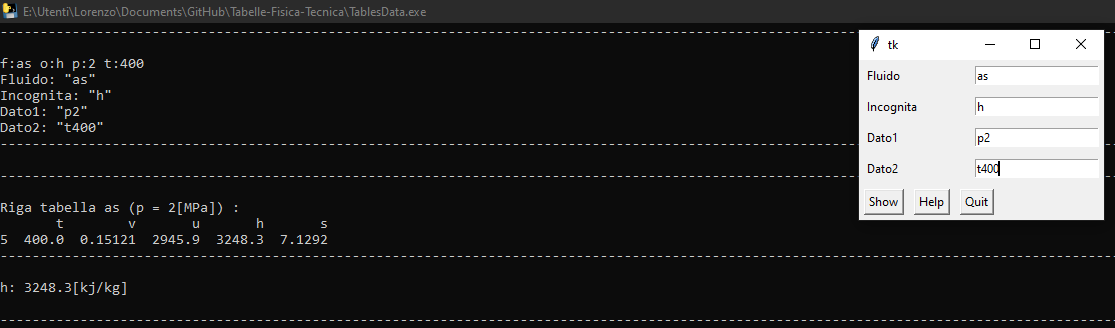 E:\Utenti\Lorenzo\Documents\GitHub\Tabelle-Fisica-Tecnica\TablesData.exe
f:as o:h p:2 t:400
Fluido: "as"
Incognita: "h"
Dato1: "p2"
Dato2: "t400"
Riga tabella as (p = 2[MPa]) :
t v u h s
5 400.0 0.15121 2945.9 3248.3 7.1292
h: 3248.3[kj/kg]
tk
Fluido as
Incognita h
Dato1 p2
Dato2 t400
Show Help Quit